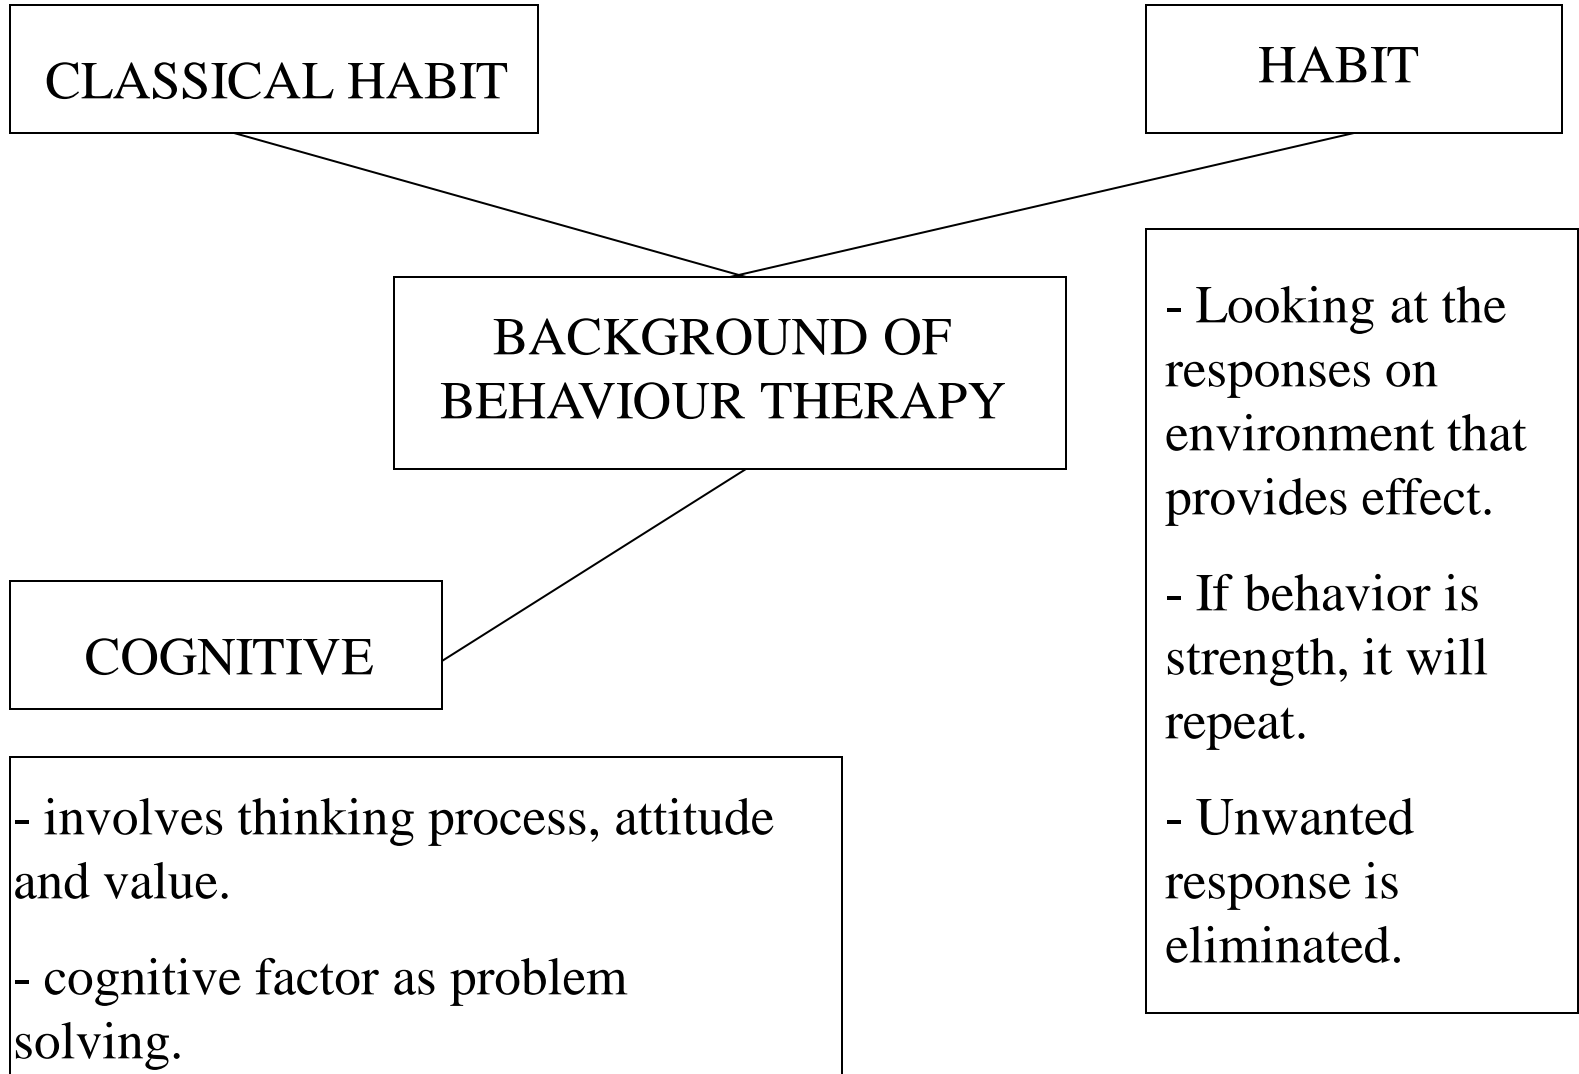 CLASSICAL HABIT
HABIT
BACKGROUND OF
BEHAVIOUR THERAPY
- Looking at the
responses on
environment that
provides effect.
- If behavior is
strength, it will
repeat.
- Unwanted
response is
eliminated.
COGNITIVE
- involves thinking process, attitude
and value.
- cognitive factor as problem
solving.